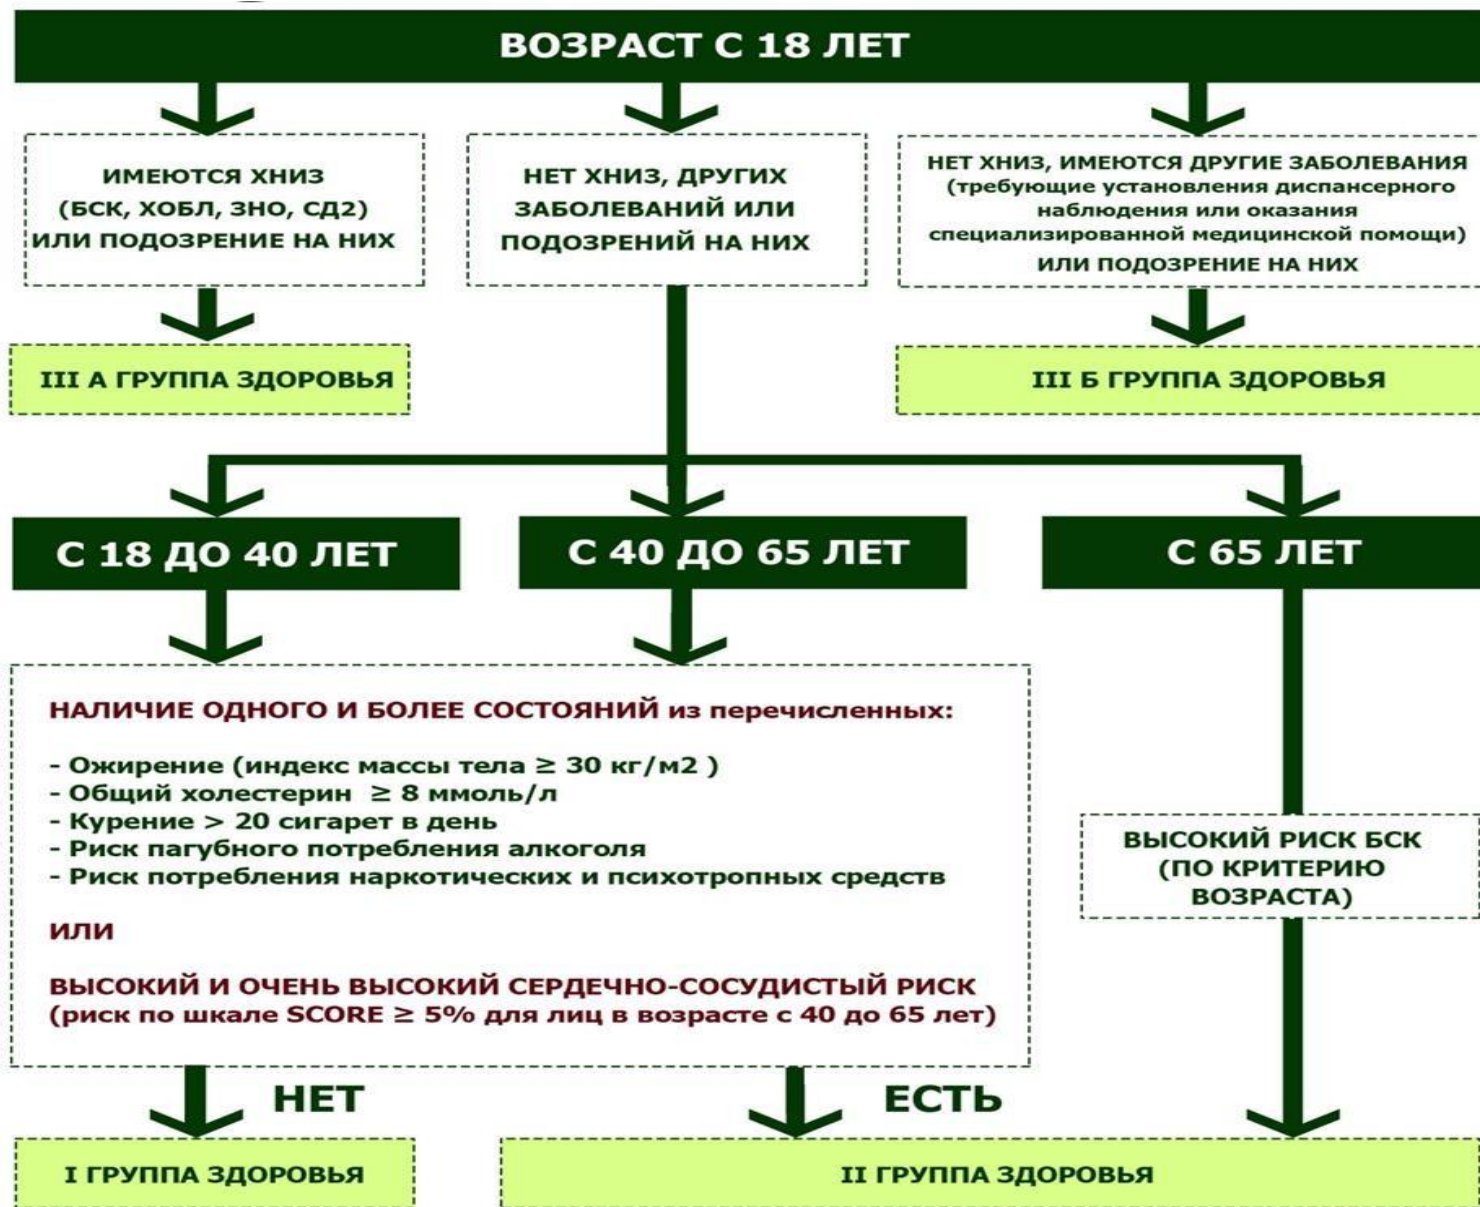 ВОЗРАСТ С 18 ЛЕТ
ИМЕЮТСЯ ХНИЗ
(БСК, ХОБЛ, ЗНО, СД2)
ИЛИ ПОДОЗРЕНИЕ НА НИХ
НЕТ ХНИЗ, ДРУГИХ
ЗАБОЛЕВАНИЙ ИЛИ
ПОДОЗРЕНИЙ НА НИХ
НЕТ ХНИЗ, ИМЕЮТСЯ ДРУГИЕ ЗАБОЛЕВАНИЯ
(требующие установления диспансерного
наблюдения или оказания
специализированной медицинской помощи)
ИЛИ ПОДОЗРЕНИЕ НА НИХ
III А ГРУППА ЗДОРОВЬЯ
III Б ГРУППА ЗДОРОВЬЯ
С 18 ДО 40 ЛЕТ
С 40 ДО 65 ЛЕТ
С 65 ЛЕТ
НАЛИЧИЕ ОДНОГО И БОЛЕЕ СОСТОЯНИЙ из перечисленных:
- Ожирение (индекс массы тела ≥ 30 кг/м2 )
- Общий холестерин ≥ 8 ммоль/л
- Курение > 20 сигарет в день
- Риск пагубного потребления алкоголя
- Риск потребления наркотических и психотропных средств
ИЛИ
ВЫСОКИЙ И ОЧЕНЬ ВЫСОКИЙ СЕРДЕЧНО-СОСУДИСТЫЙ РИСК
(риск по шкале SCORE ≥ 5% для лиц в возрасте с 40 до 65 лет)
ВЫСОКИЙ РИСК БСК
(ПО КРИТЕРИЮ
ВОЗРАСТА)
НЕТ
ЕСТЬ
I ГРУППА ЗДОРОВЬЯ
II ГРУППА ЗДОРОВЬЯ